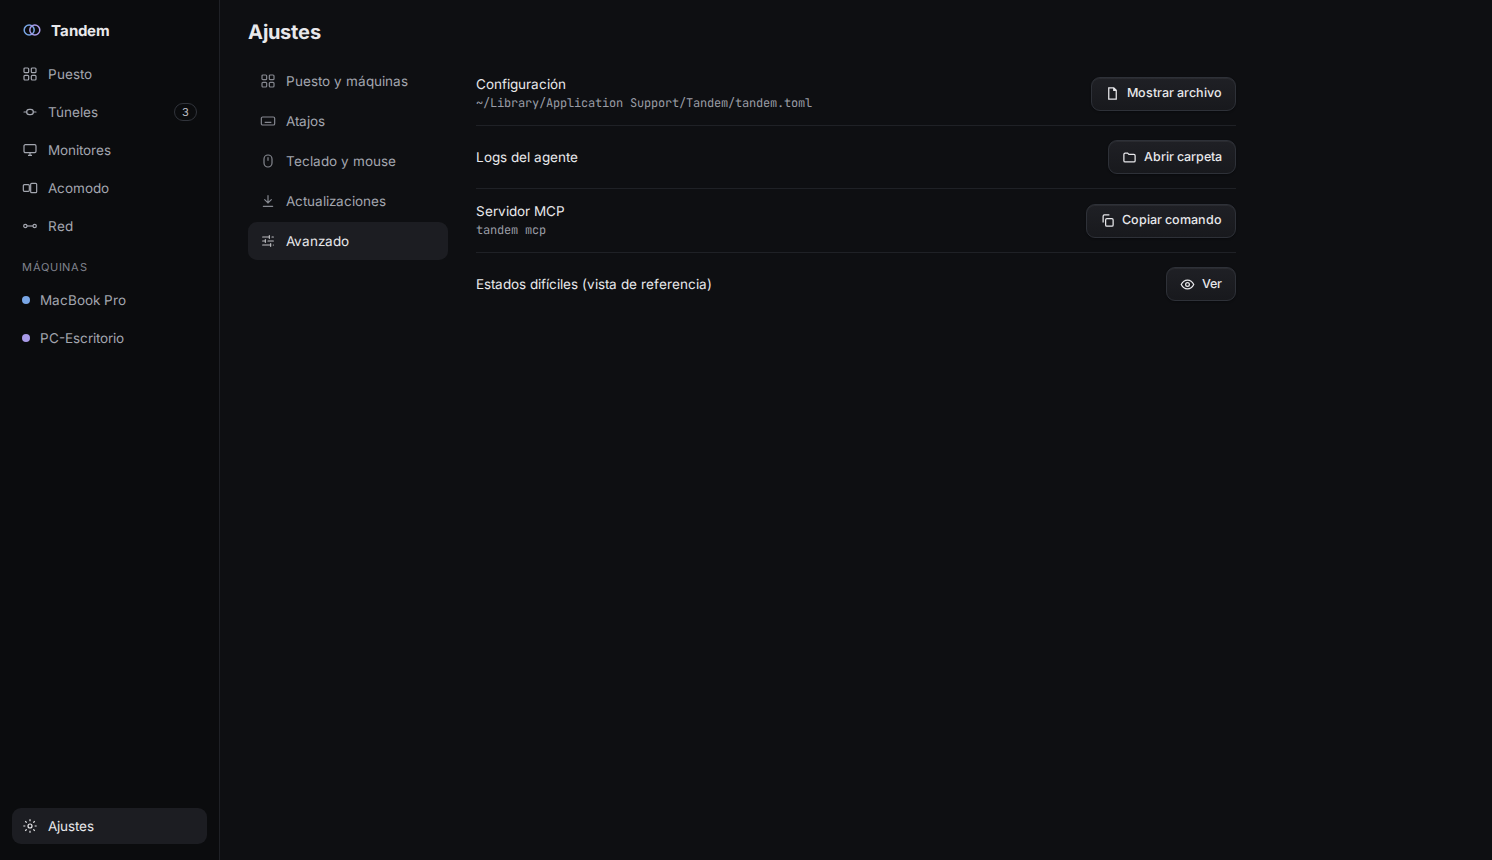 Tandem
Puesto
Túneles
3
Monitores
Acomodo
Red
MÁQUINAS
MacBook Pro
PC-Escritorio
Ajustes
Ajustes
Puesto y máquinas
Atajos
Teclado y mouse
Actualizaciones
Avanzado
Configuración
~/Library/Application Support/Tandem/tandem.toml
Mostrar archivo
Logs del agente
Abrir carpeta
Servidor MCP
tandem mcp
Copiar comando
Estados difíciles (vista de referencia)
Ver